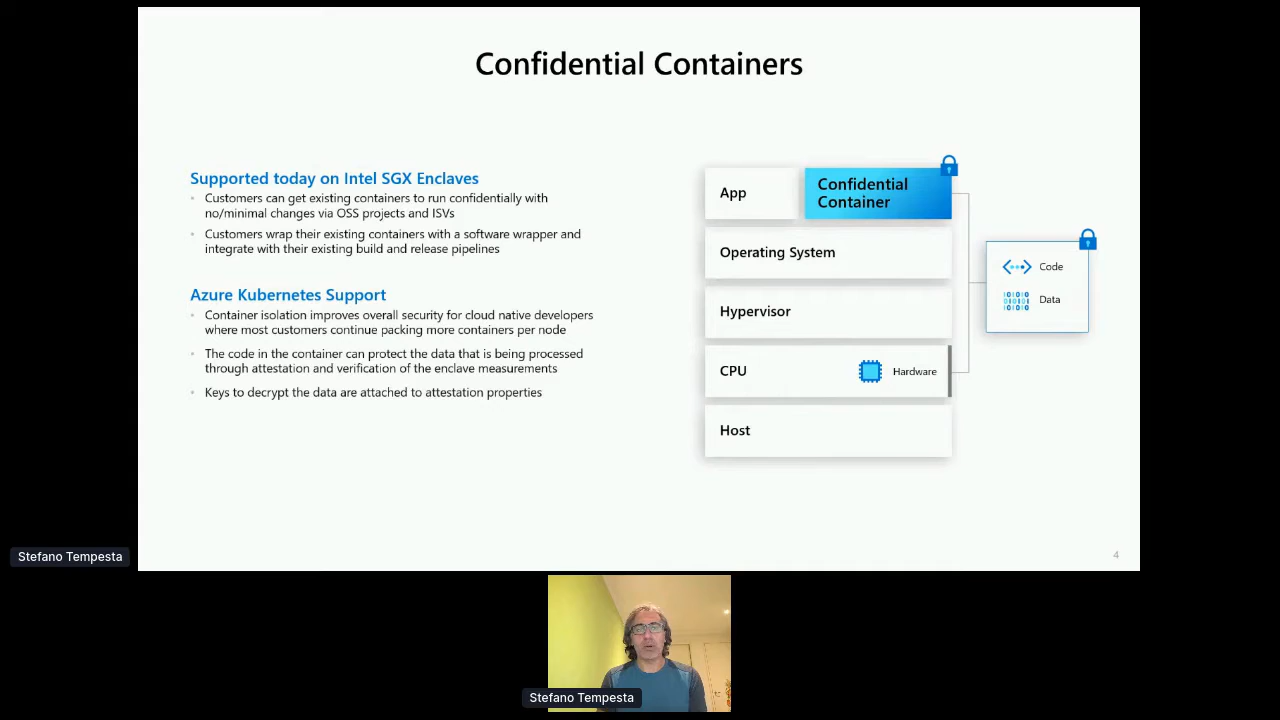 Confidential Containers
Supported today on Intel SGX Enclaves
Customers can get existing containers to run confidentially with
no/minimal changes via OSS projects and ISVs
Customers wrap their existing containers with a software wrapper and
integrate with their existing build and release pipelines
Azure Kubernetes Support
Container isolation improves overall security for cloud native developers
where most customers continue packing more containers per node
The code in the container can protect the data that is being processed
through attestation and verification of the enclave measurements
Keys to decrypt the data are attached to attestation properties
App
Confidential
Container
Operating System
Hypervisor
CPU
Hardware
Host
Code
Data
4
Stefano Tempesta
Stefano Tempesta